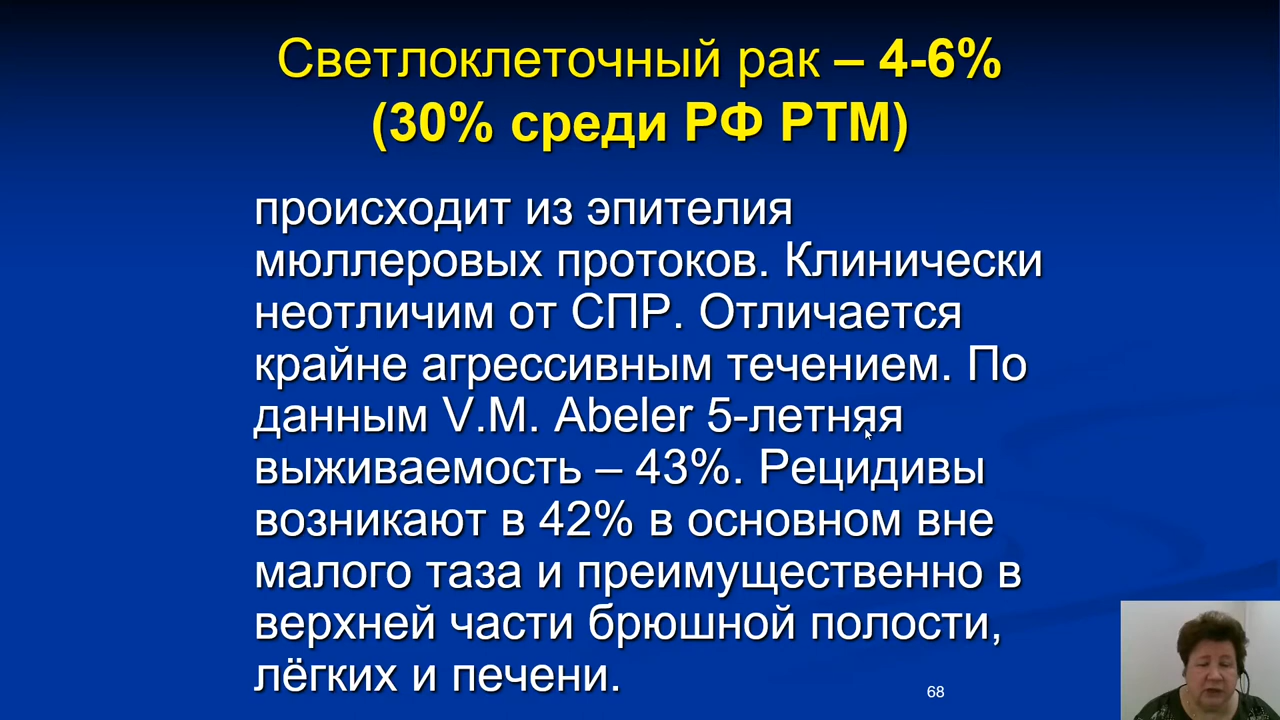 Светлоклеточный рак – 4-6%
(30% среди РФ РТМ)
происходит из эпителия
мюллеровых протоков. Клинически
неотличим от СПР. Отличается
крайне агрессивным течением. По
данным V.M. Abeler 5-летняя
выживаемость – 43%. Рецидивы
возникают в 42% в основном вне
малого таза и преимущественно в
верхней части брюшной полости,
лёгких и печени.
68